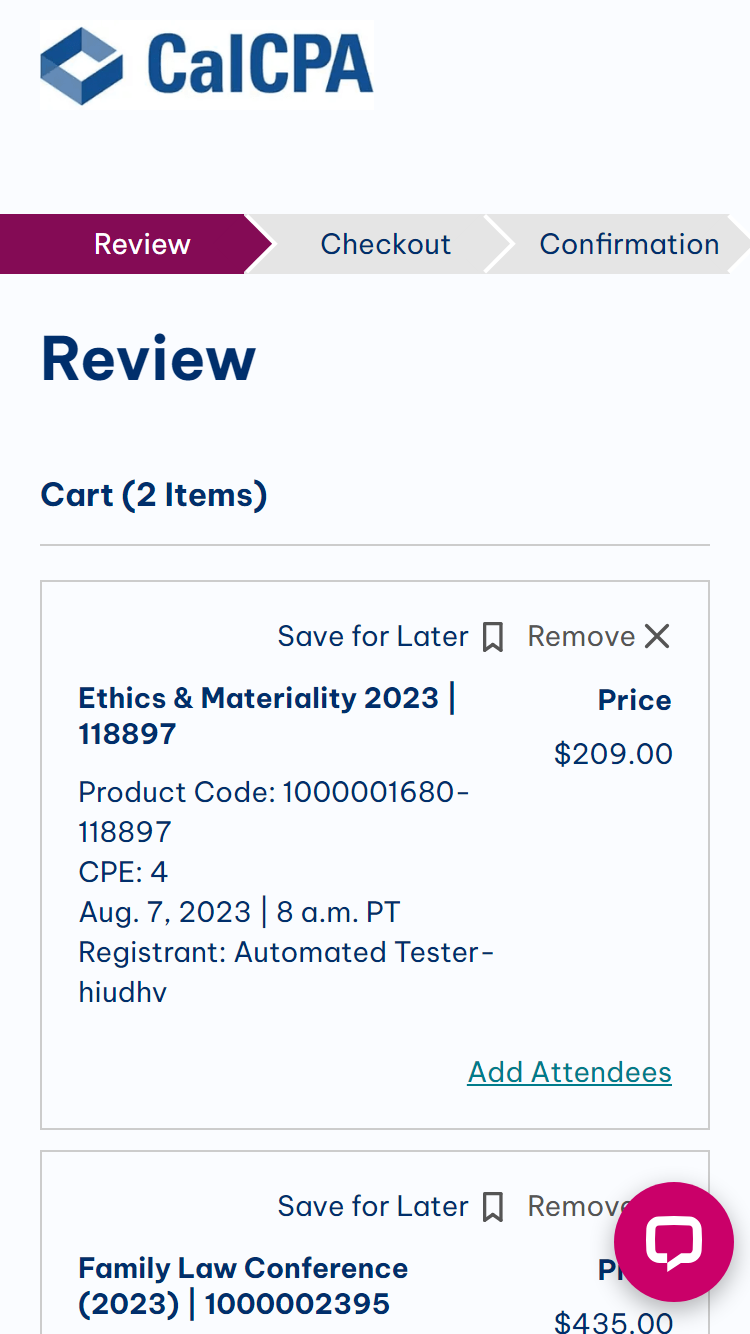 CalCPA
Review
Checkout
Confirmation
Review
Cart (2 Items)
Save for Later
Remove
Ethics & Materiality 2023 |
118897
Price
$209.00
Product Code: 1000001680-
118897
CPE: 4
Aug. 7, 2023 | 8 a.m. PT
Registrant: Automated Tester-
hiudhv
Add Attendees
Save for Later
Remove
Family Law Conference
(2023) | 1000002395
$435.00